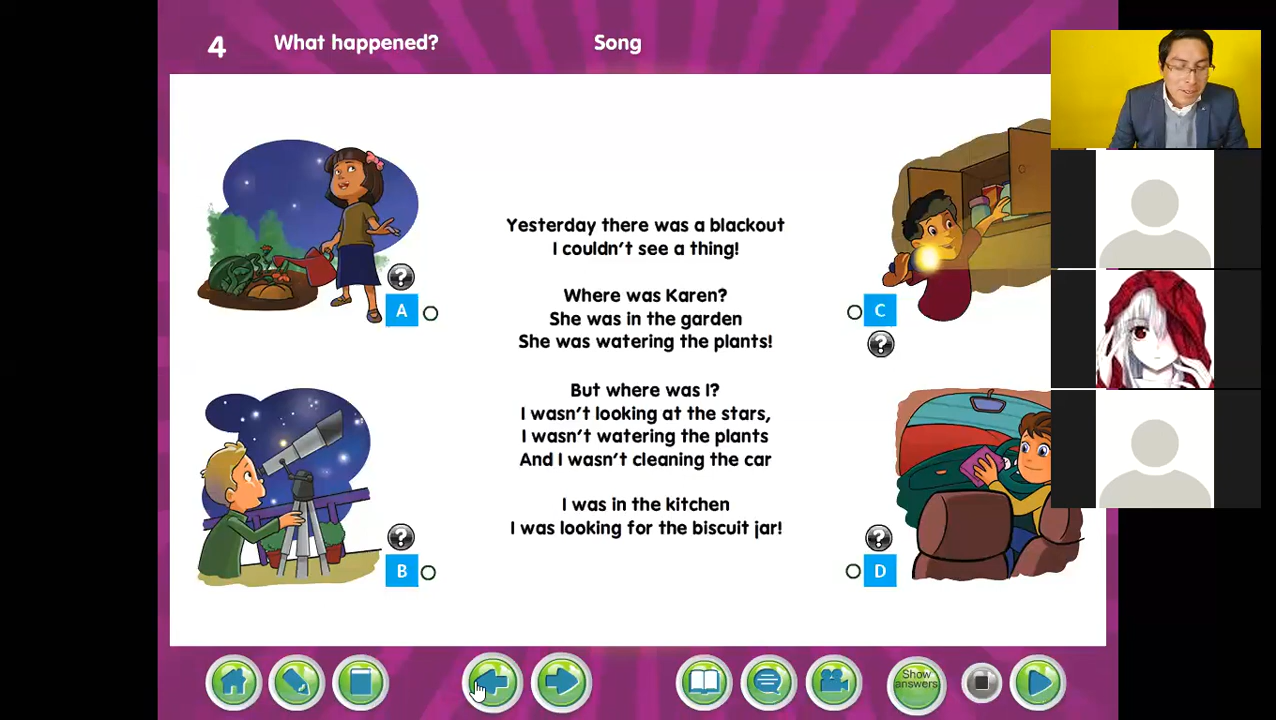 4 What happened? Song
Yesterday there was a blackout
I couldn't see a thing!
Where was Karen?
She was in the garden
She was watering the plants!
But where was I?
I wasn't looking at the stars,
I wasn't watering the plants
And I wasn't cleaning the car
I was in the kitchen
I was looking for the biscuit jar!
? 
A
C
?
?
B
?
D
Show
answers